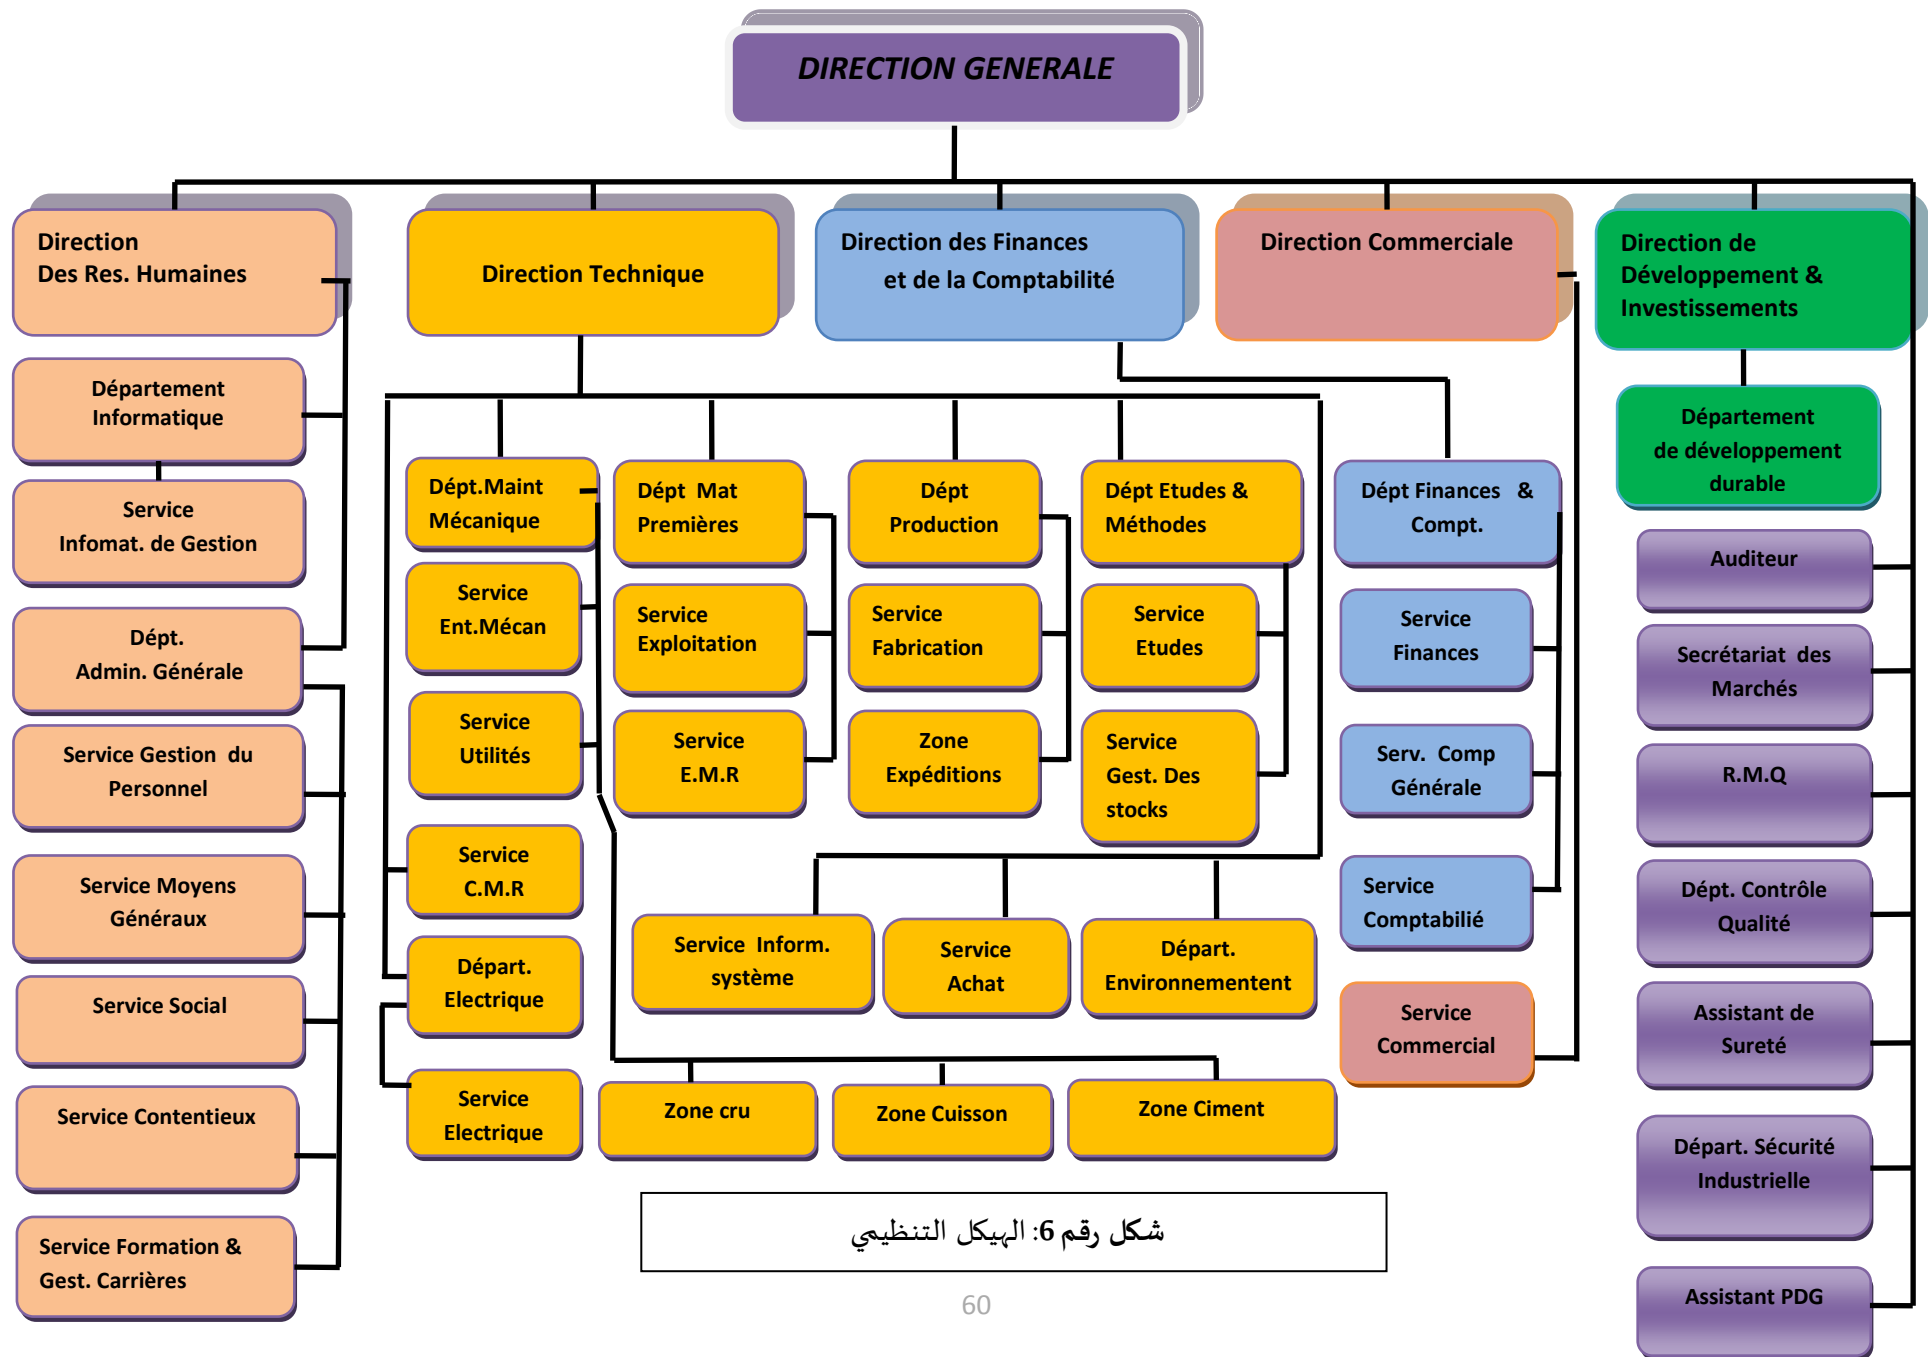 DIRECTION GENERALE
Direction
Des Res. Humaines
Direction Technique
Direction des Finances
et de la Comptabilité
Direction Commerciale
Direction de
Développement &
Investissements
Département
Informatique
Service
Infomat. de Gestion
Dépt.
Admin. Générale
Service Gestion du
Personnel
Service Moyens
Généraux
Service Social
Service Contentieux
Service Formation &
Gest. Carrières
Dépt.Maint
Mécanique
Service
Ent.Mécan
Service
Utilités
Service
C.M.R
Départ.
Electrique
Service
Electrique
Dépt Mat
Premières
Service
Exploitation
Service
E.M.R
Dépt
Production
Service
Fabrication
Zone
Expéditions
Dépt Etudes &
Méthodes
Service
Etudes
Service
Gest. Des
stocks
Service Inform.
système
Service
Achat
Départ.
Environnementent
Zone cru
Zone Cuisson
Zone Ciment
Dépt Finances &
Compt.
Service
Finances
Serv. Comp
Générale
Service
Comptabilié
Service
Commercial
Département
de développement
durable
Auditeur
Secrétariat des
Marchés
R.M.Q
Dépt. Contrôle
Qualité
Assistant de
Sureté
Départ. Sécurité
Industrielle
Assistant PDG
شكل رقم 6: الهيكل التنظيمي
60